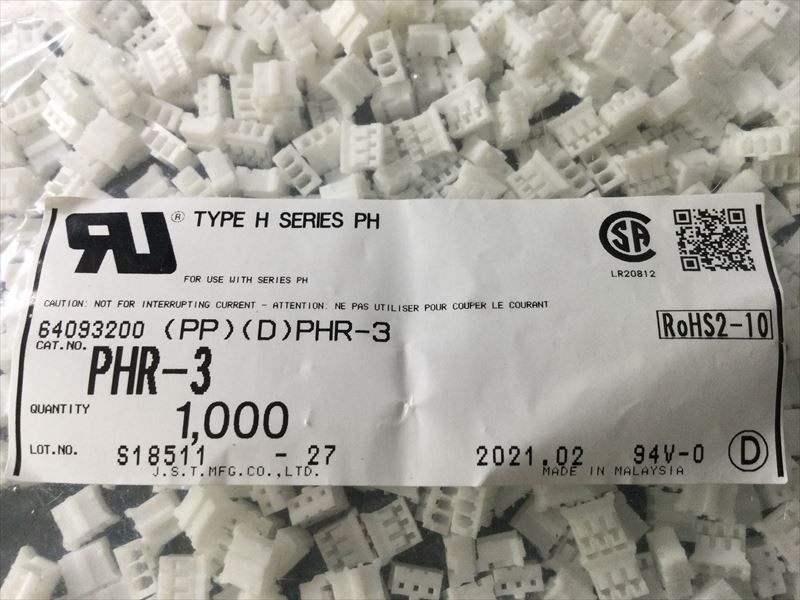 RU ® TYPE H SERIES PH
FOR USE WITH SERIES PH
CSA
LR20812
CAUTION: NOT FOR INTERRUPTING CURRENT - ATTENTION: NE PAS UTILISER POUR COUPER LE COURANT
64093200 (PP)(D)PHR-3
RoHS2-10
CAT.NO. PHR-3
QUANTITY 1,000
LOT.NO. S18511 - 27 2021.02 94V-0 D
J.S.T.MFG.CO.,LTD. MADE IN MALAYSIA